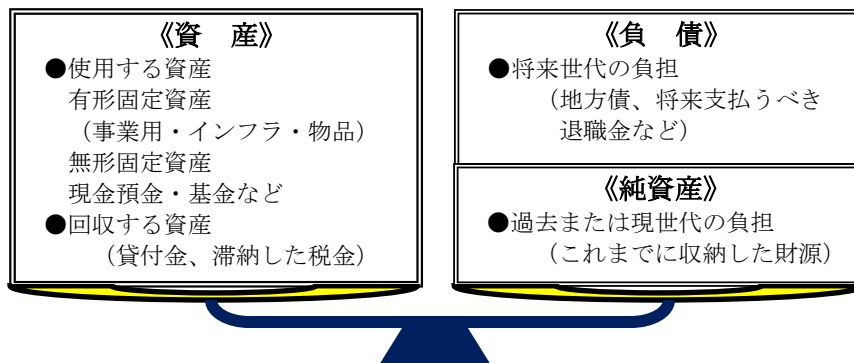 《資　産》
●使用する資産
有形固定資産
（事業用・インフラ・物品）
無形固定資産
現金預金・基金など
●回収する資産
（貸付金、滞納した税金）
《負　債》
●将来世代の負担
（地方債、将来支払うべき
退職金など）
《純資産》
●過去または現世代の負担
（これまでに収納した財源）